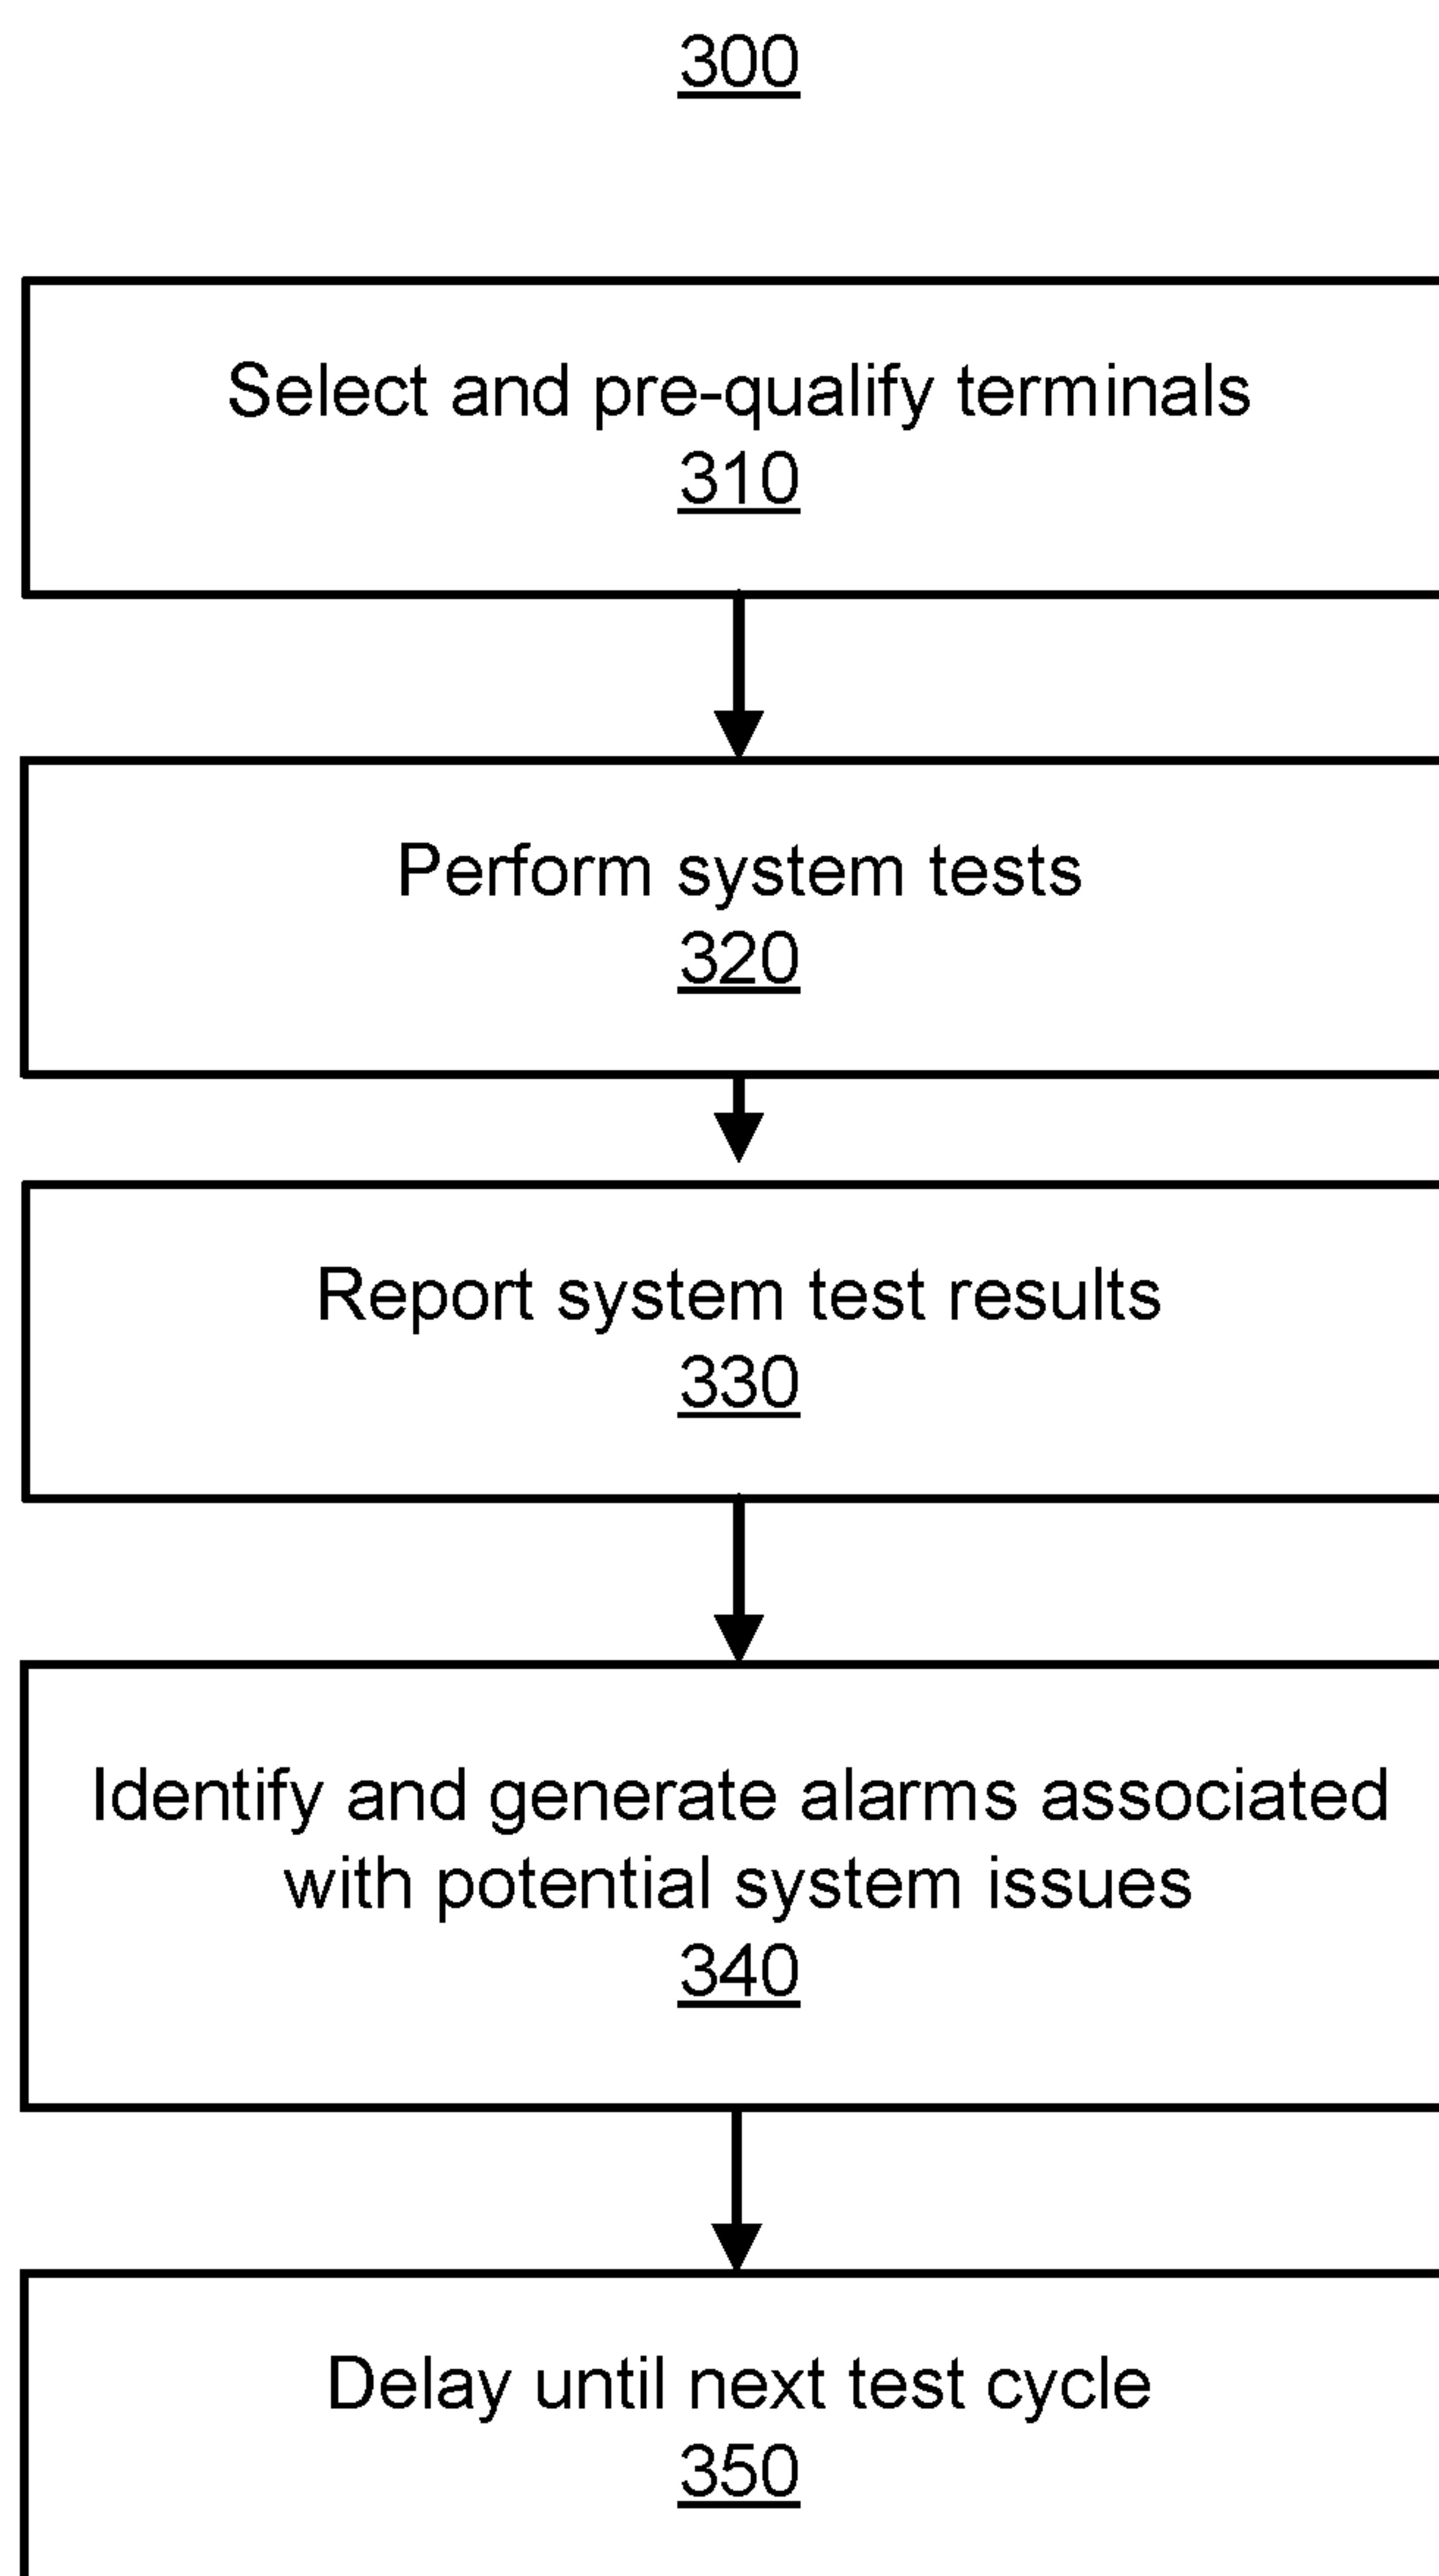 300
Select and pre-qualify terminals
310
Perform system tests
320
Report system test results
330
Identify and generate alarms associated
with potential system issues
340
Delay until next test cycle
350